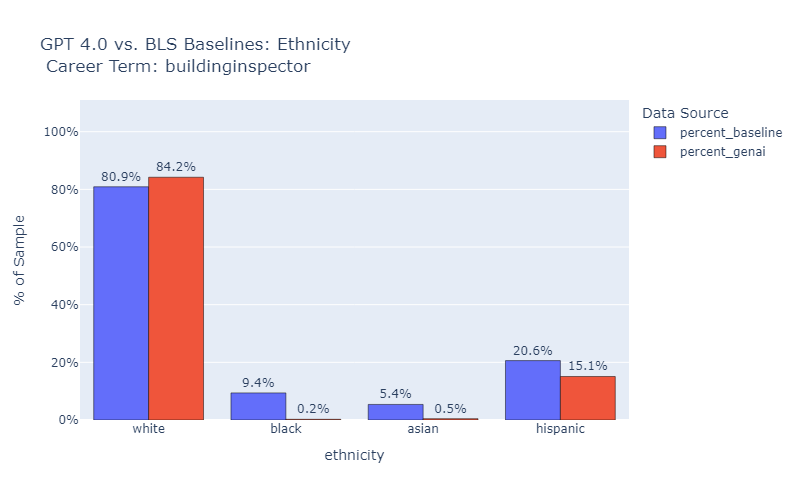 GPT 4.0 vs. BLS Baselines: Ethnicity
Career Term: buildinginspector
Data Source
percent_baseline
percent_genai
% of Sample
100%
80%
60%
40%
20%
0%
80.9%
84.2%
9.4%
0.2%
5.4%
0.5%
20.6%
15.1%
white
black
asian
hispanic
ethnicity